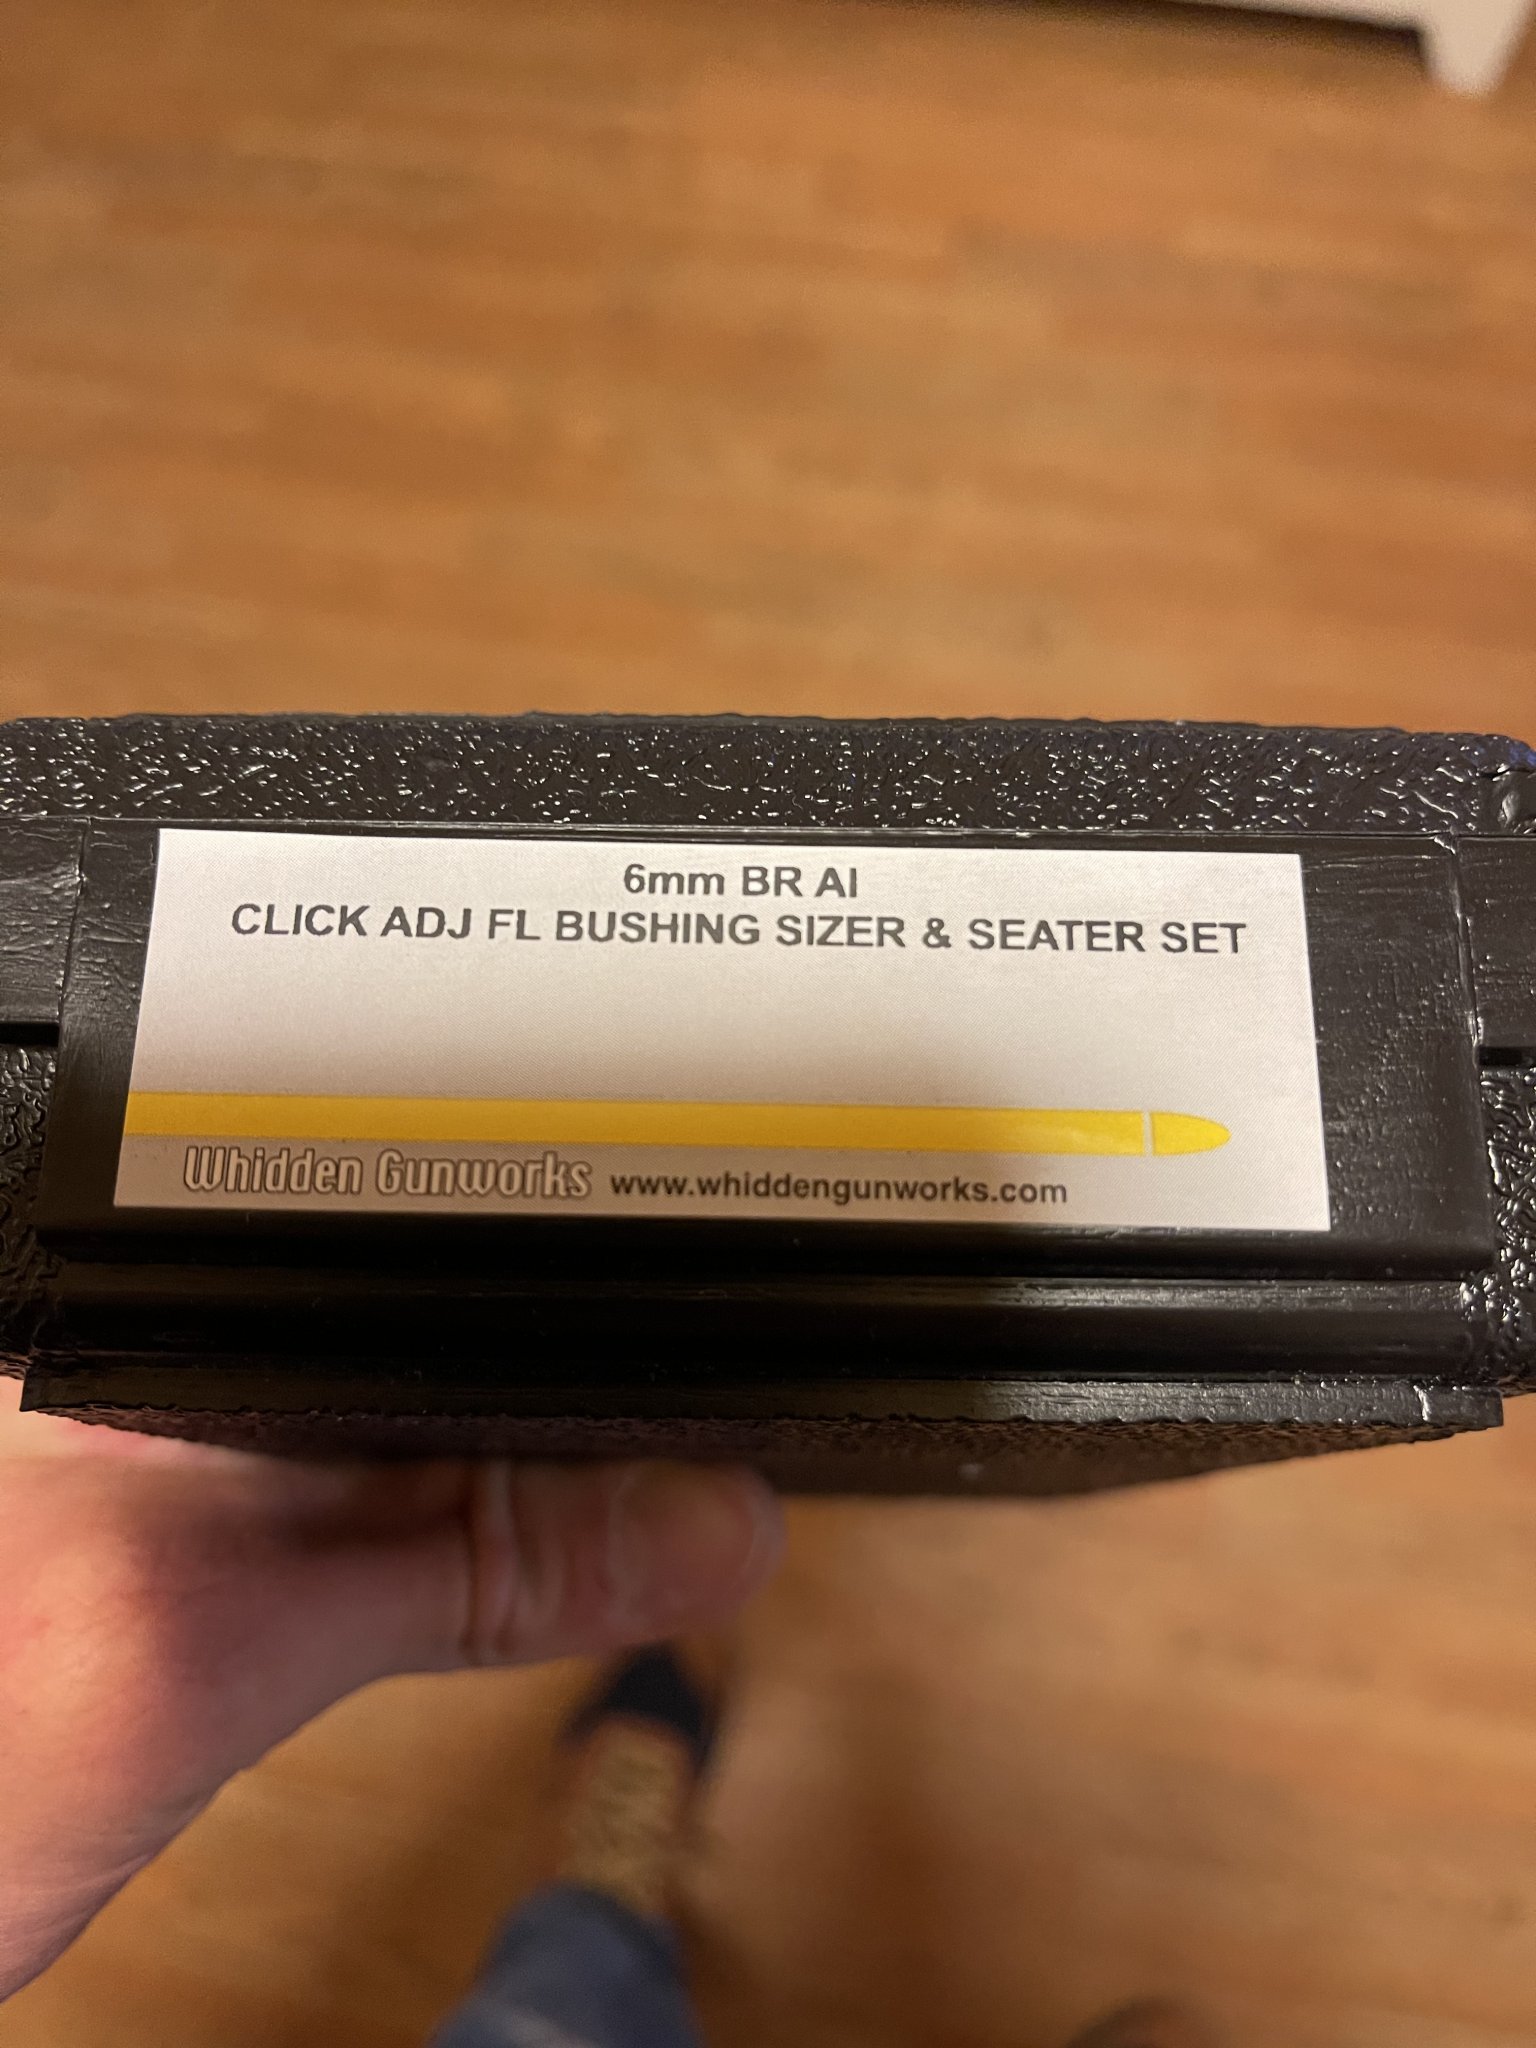 6mm BR AI
CLICK ADJ FL BUSHING SIZER & SEATER SET
Whidden Gunworks www.whiddengunworks.com